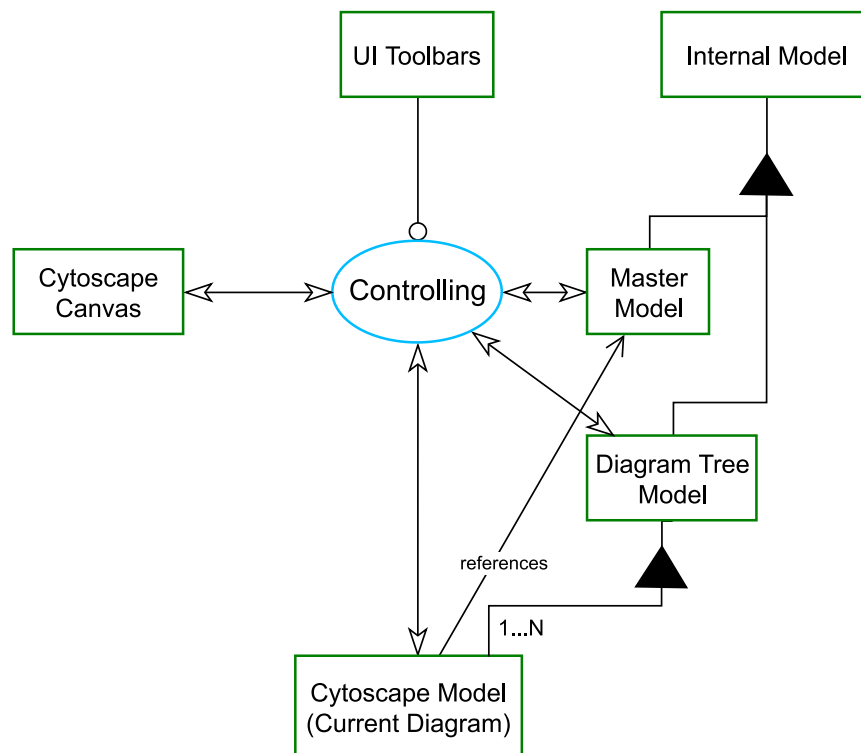 UI Toolbars
Internal Model
Cytoscape
Canvas
Controlling
Master
Model
Diagram Tree
Model
references
1...N
Cytoscape Model
(Current Diagram)